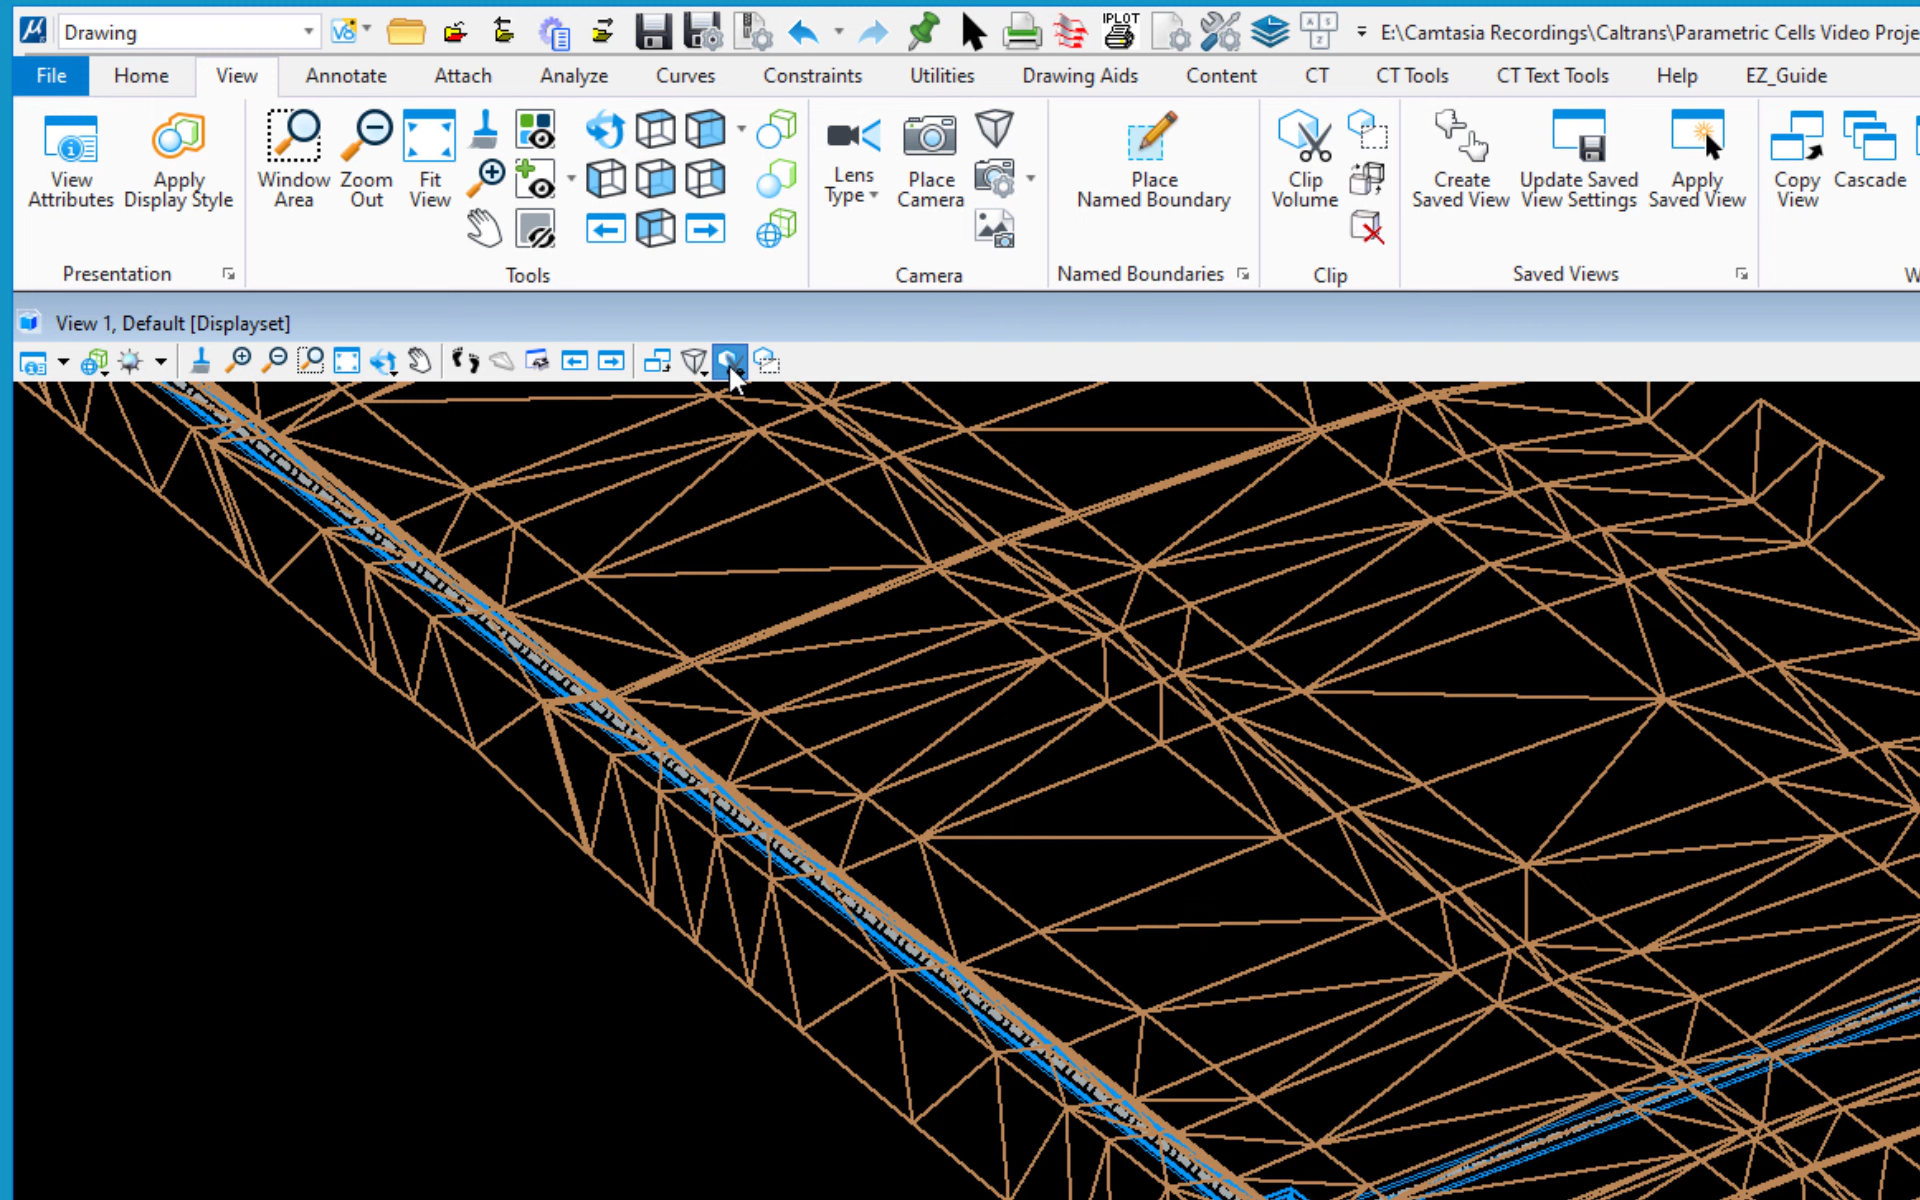 Drawing
V8
IPLOT
A S
Z
E:\Camtasia Recordings\Caltrans\Parametric Cells Video Proje
File Home View Annotate Attach Analyze Curves Constraints Utilities Drawing Aids Content CT CT Tools CT Text Tools Help EZ_Guide
View Attributes
Apply Display Style
Window Area
Zoom Out
Fit View
Lens Type
Place Camera
Place Named Boundary
Clip Volume
Create Saved View
Update Saved View Settings
Apply Saved View
Copy View
Cascade
Presentation Tools Camera Named Boundaries Clip Saved Views W
View 1, Default [Displayset]